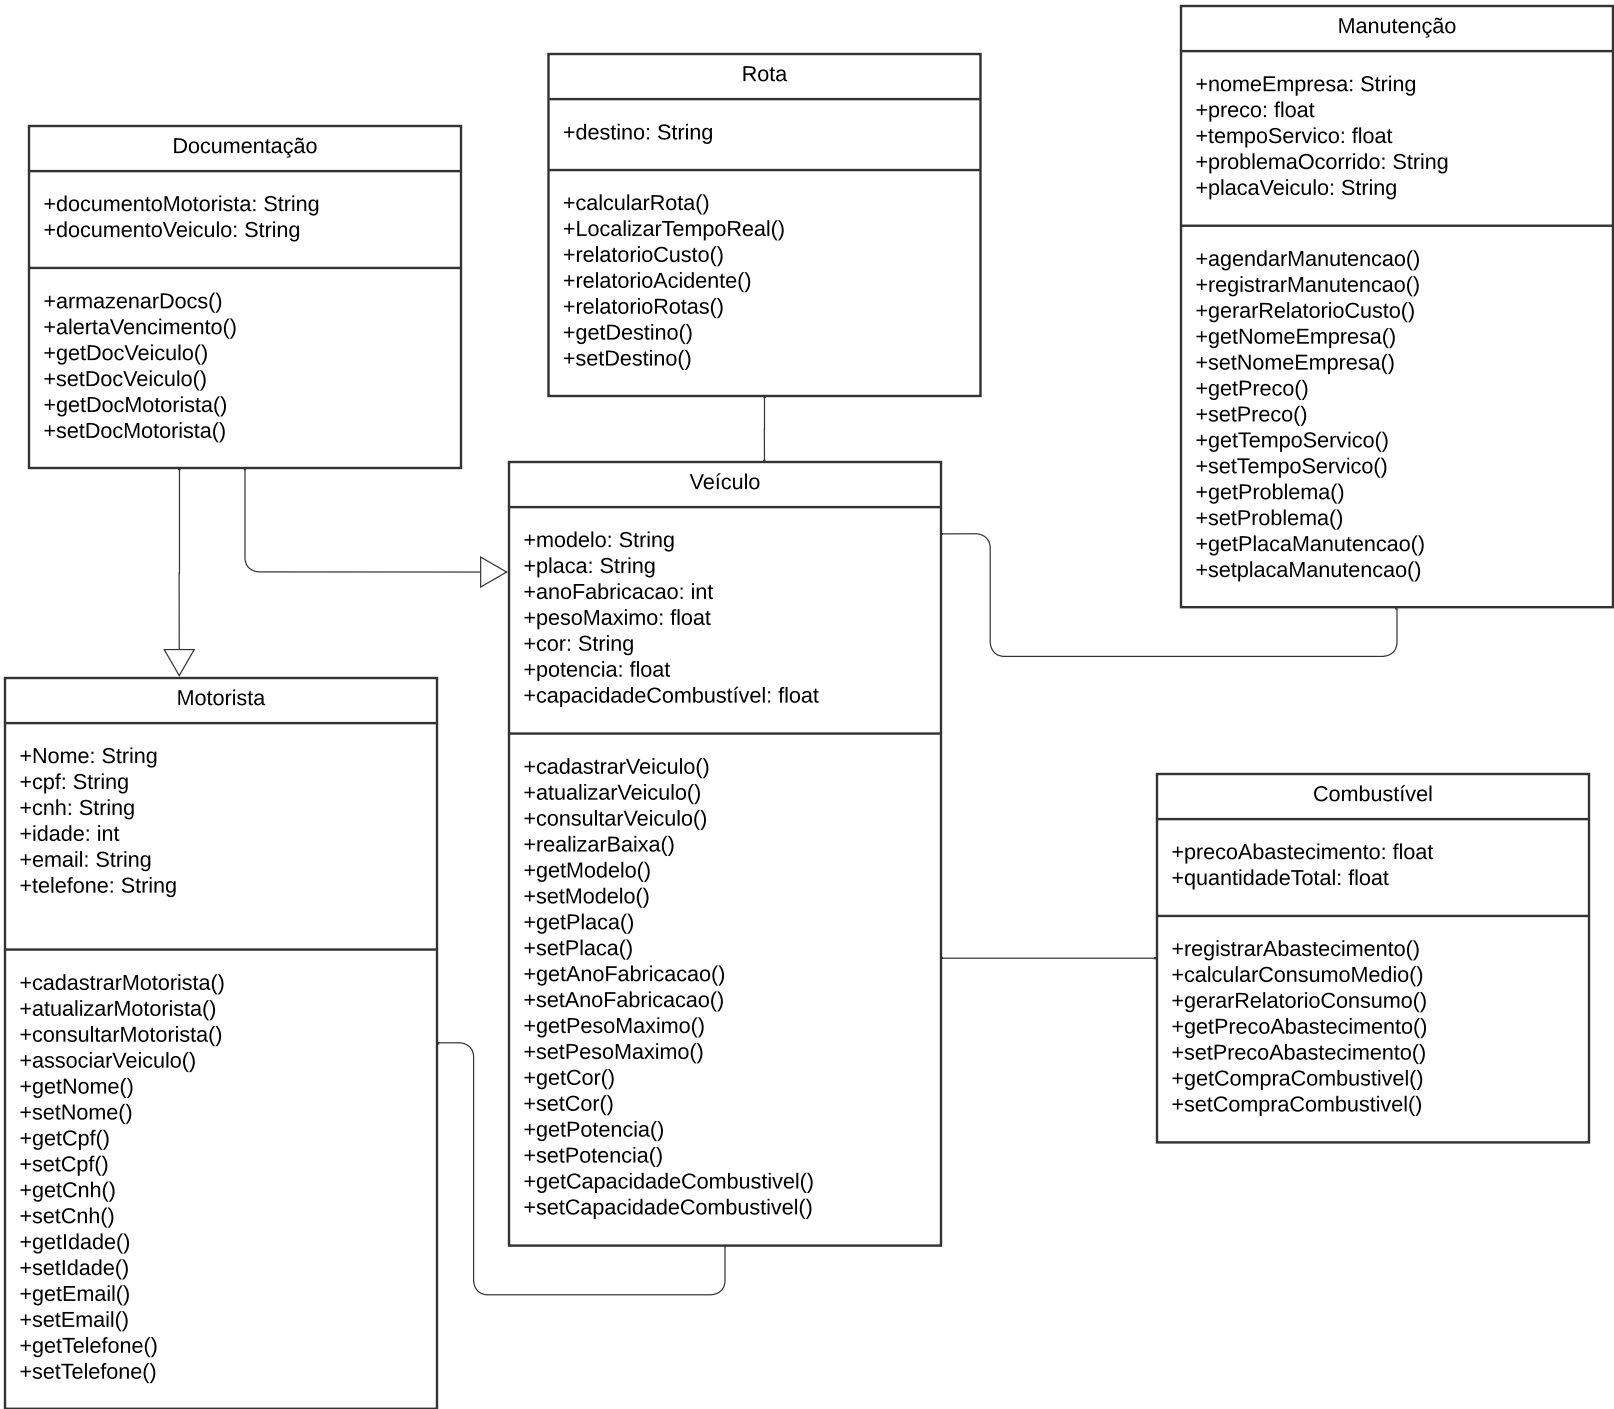 Manutenção
+nomeEmpresa: String
+preco: float
+tempoServico: float
+problemaOcorrido: String
+placaVeiculo: String
+agendarManutencao()
+registrarManutencao()
+gerarRelatorioCusto()
+getNomeEmpresa()
+setNomeEmpresa()
+getPreco()
+setPreco()
+getTempoServico()
+setTempoServico()
+getProblema()
+setProblema()
+getPlacaManutencao()
+setplacaManutencao()
Rota
+destino: String
+calcularRota()
+LocalizarTempoReal()
+relatorioCusto()
+relatorioAcidente()
+relatorioRotas()
+getDestino()
+setDestino()
Documentação
+documentoMotorista: String
+documentoVeiculo: String
+armazenarDocs()
+alertaVencimento()
+getDocVeiculo()
+setDocVeiculo()
+getDocMotorista()
+setDocMotorista()
Veículo
+modelo: String
+placa: String
+anoFabricacao: int
+pesoMaximo: float
+cor: String
+potencia: float
+capacidadeCombustível: float
+cadastrarVeiculo()
+atualizarVeiculo()
+consultarVeiculo()
+realizarBaixa()
+getModelo()
+setModelo()
+getPlaca()
+setPlaca()
+getAnoFabricacao()
+setAnoFabricacao()
+getPesoMaximo()
+setPesoMaximo()
+getCor()
+setCor()
+getPotencia()
+setPotencia()
+getCapacidadeCombustivel()
+setCapacidadeCombustivel()
Motorista
+Nome: String
+cpf: String
+cnh: String
+idade: int
+email: String
+telefone: String
+cadastrarMotorista()
+atualizarMotorista()
+consultarMotorista()
+associarVeiculo()
+getNome()
+setNome()
+getCpf()
+setCpf()
+getCnh()
+setCnh()
+getIdade()
+setIdade()
+getEmail()
+setEmail()
+getTelefone()
+setTelefone()
Combustível
+precoAbastecimento: float
+quantidadeTotal: float
+registrarAbastecimento()
+calcularConsumoMedio()
+gerarRelatorioConsumo()
+getPrecoAbastecimento()
+setPrecoAbastecimento()
+getCompraCombustivel()
+setCompraCombustivel()